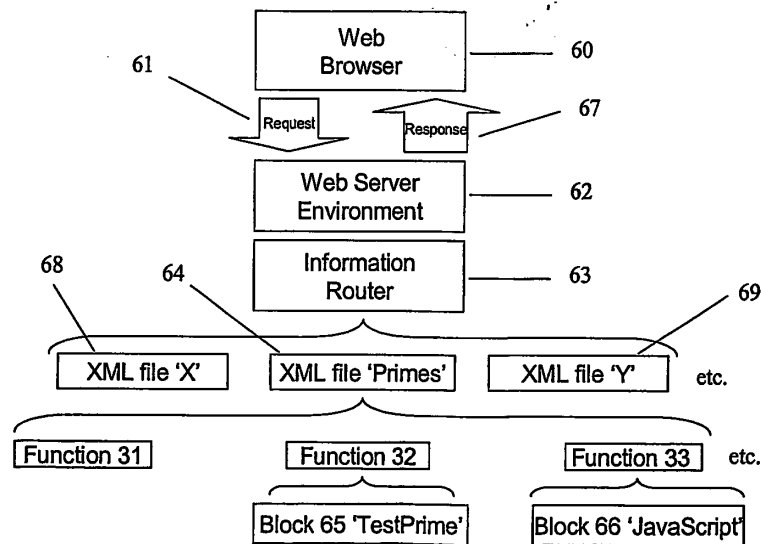 Web
Browser
60
61
Request
Response
67
Web Server
Environment
62
Information
Router
63
68
64
69
XML file 'X'
XML file 'Primes'
XML file 'Y'
etc.
Function 31
Function 32
Function 33
etc.
Block 65 'TestPrime'
Block 66 'JavaScript'